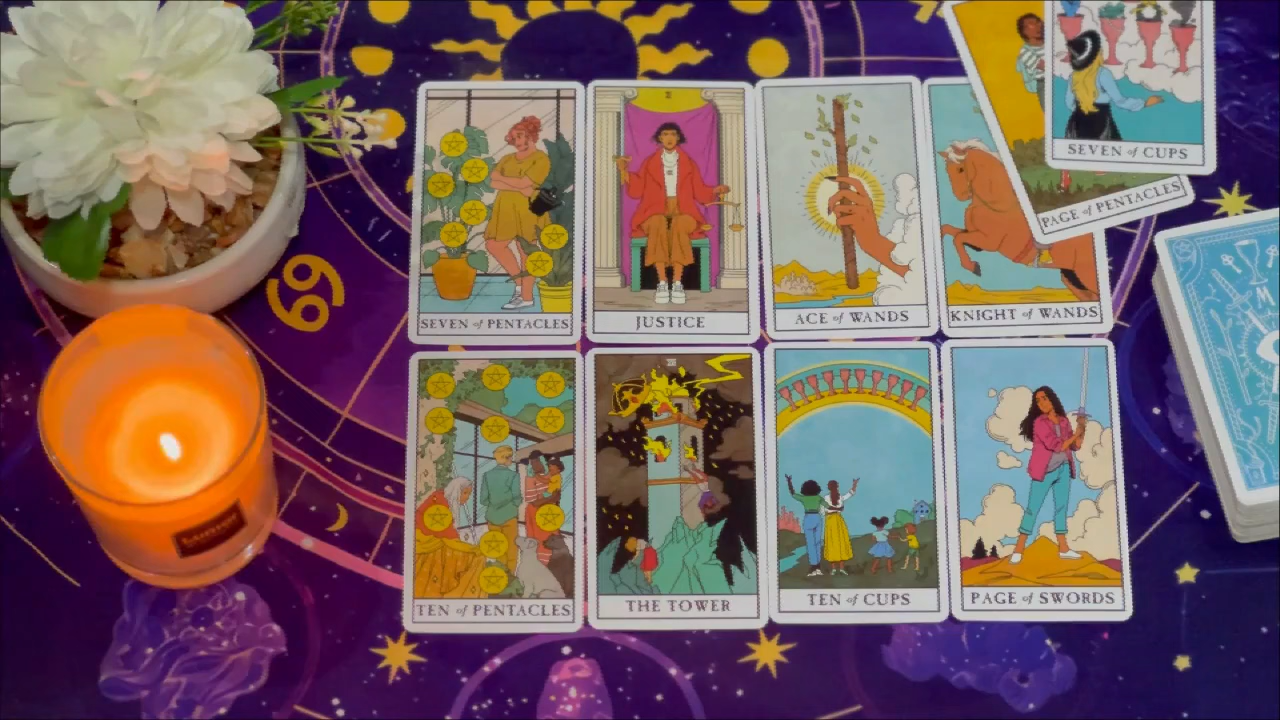 SEVEN of CUPS
PAGE of PENTACLES
SEVEN of PENTACLES
JUSTICE
ACE of WANDS
KNIGHT of WANDS
TEN of PENTACLES
THE TOWER
TEN of CUPS
PAGE of SWORDS